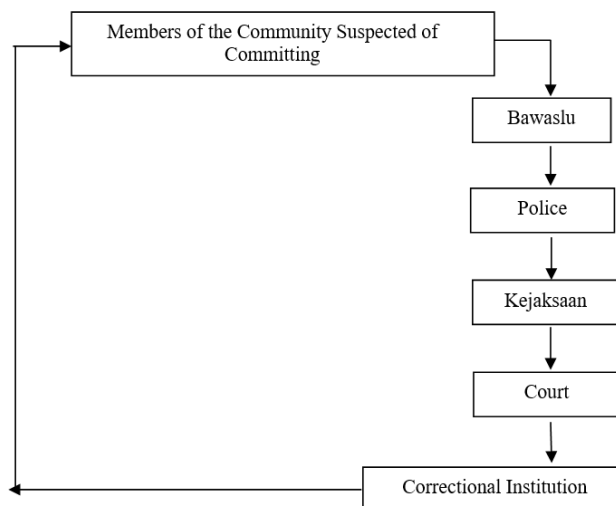 Members of the Community Suspected of
Committing
Bawaslu
Police
Kejaksaan
Court
Correctional Institution